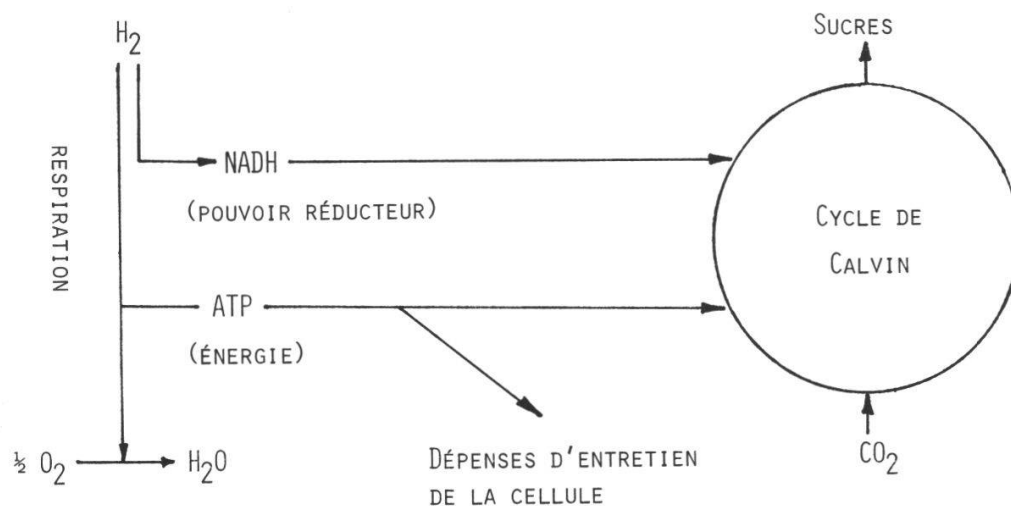 SUCRES
H2
RESPIRATION
NADH
(POUVOIR RÉDUCTEUR)
CYCLE DE
CALVIN
ATP
(ÉNERGIE)
½ O2 H2O
DÉPENSES D'ENTRETIEN
DE LA CELLULE
CO2